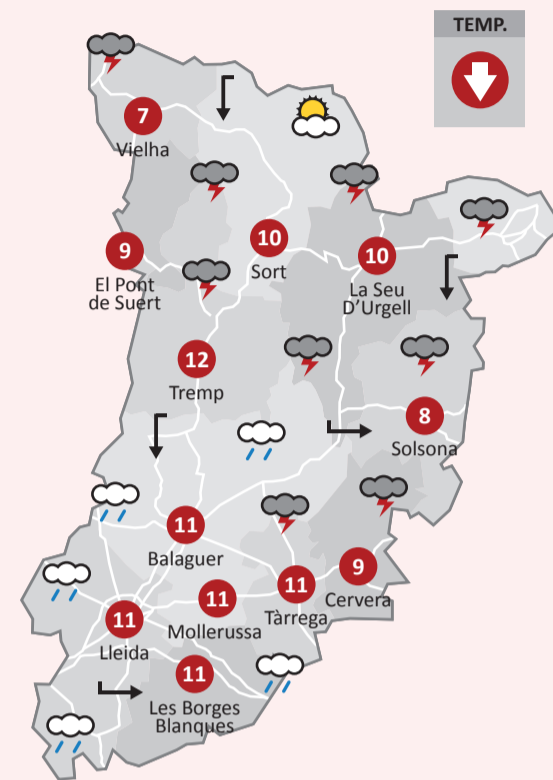 TEMP.
7
Vielha
9
El Pont
de Suert
10
Sort
10
La Seu
D'Urgell
12
Tremp
8
Solsona
11
Balaguer
11
Mollerussa
11
Tàrrega
9
Cervera
11
Lleida
11
Les Borges
Blanques